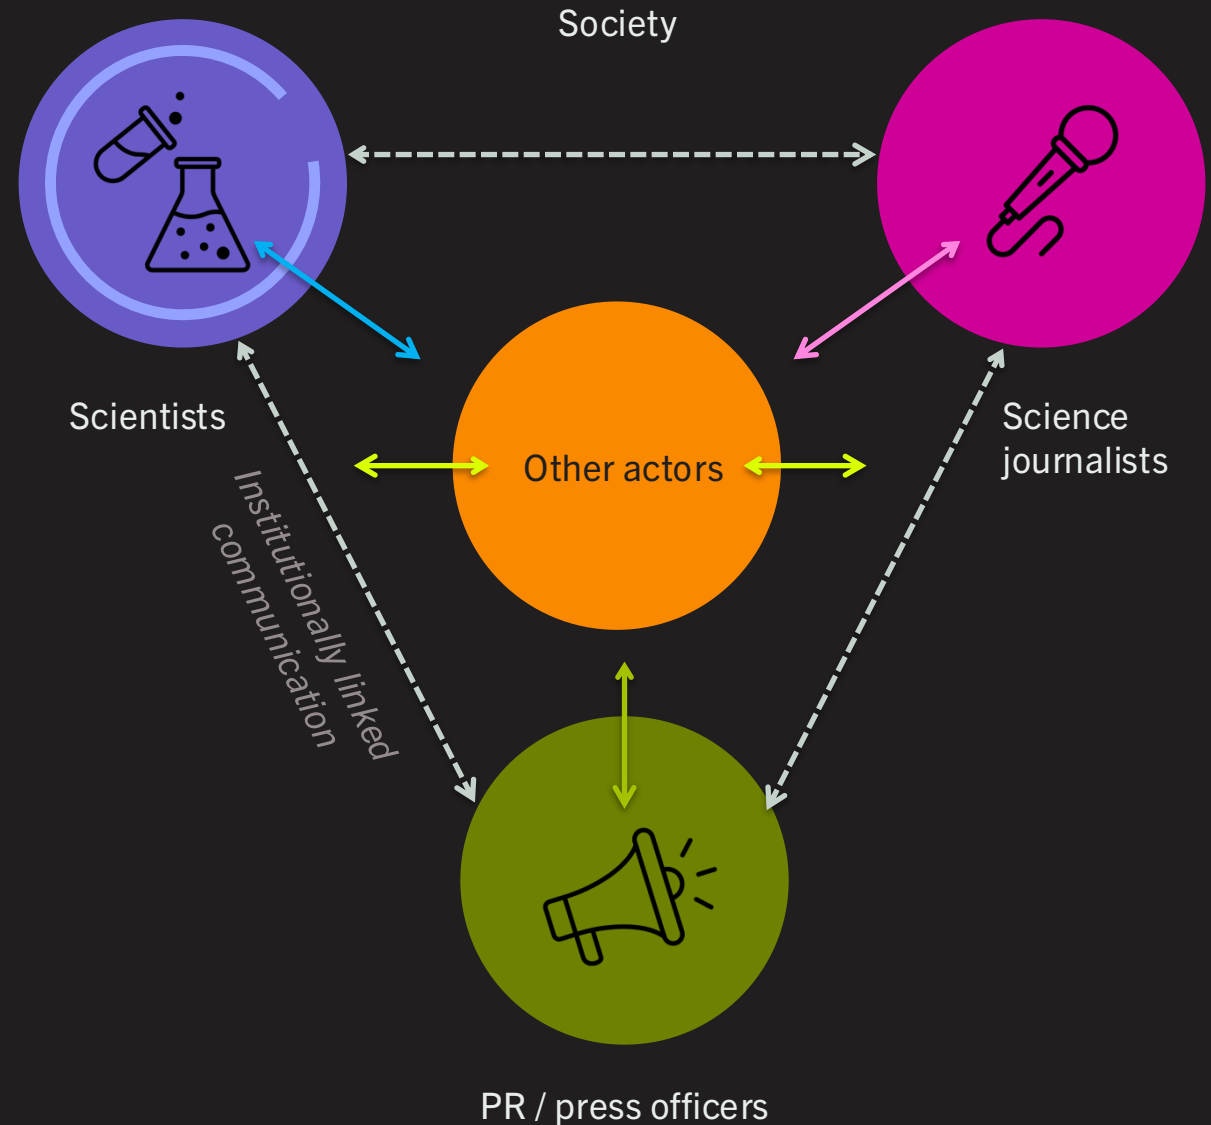 Society
Scientists
Science
journalists
Other actors
Institutionally linked
communication
PR / press officers